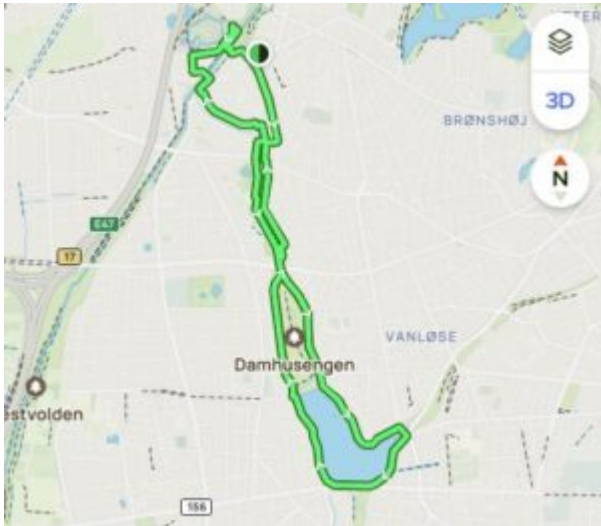 3D
BRØNSHØJ
N
E47
17
VANLØSE
Damhusengen
estvolden
156